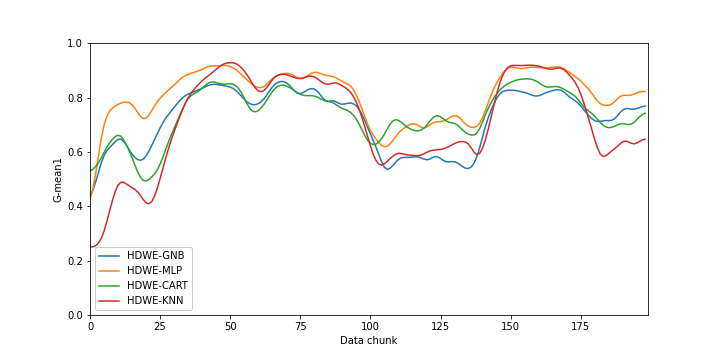 1.0
0.8
0.6
0.4
0.2
0.0
G-mean1
HDWE-GNB
HDWE-MLP
HDWE-CART
HDWE-KNN
0 25 50 75 100 125 150 175
Data chunk